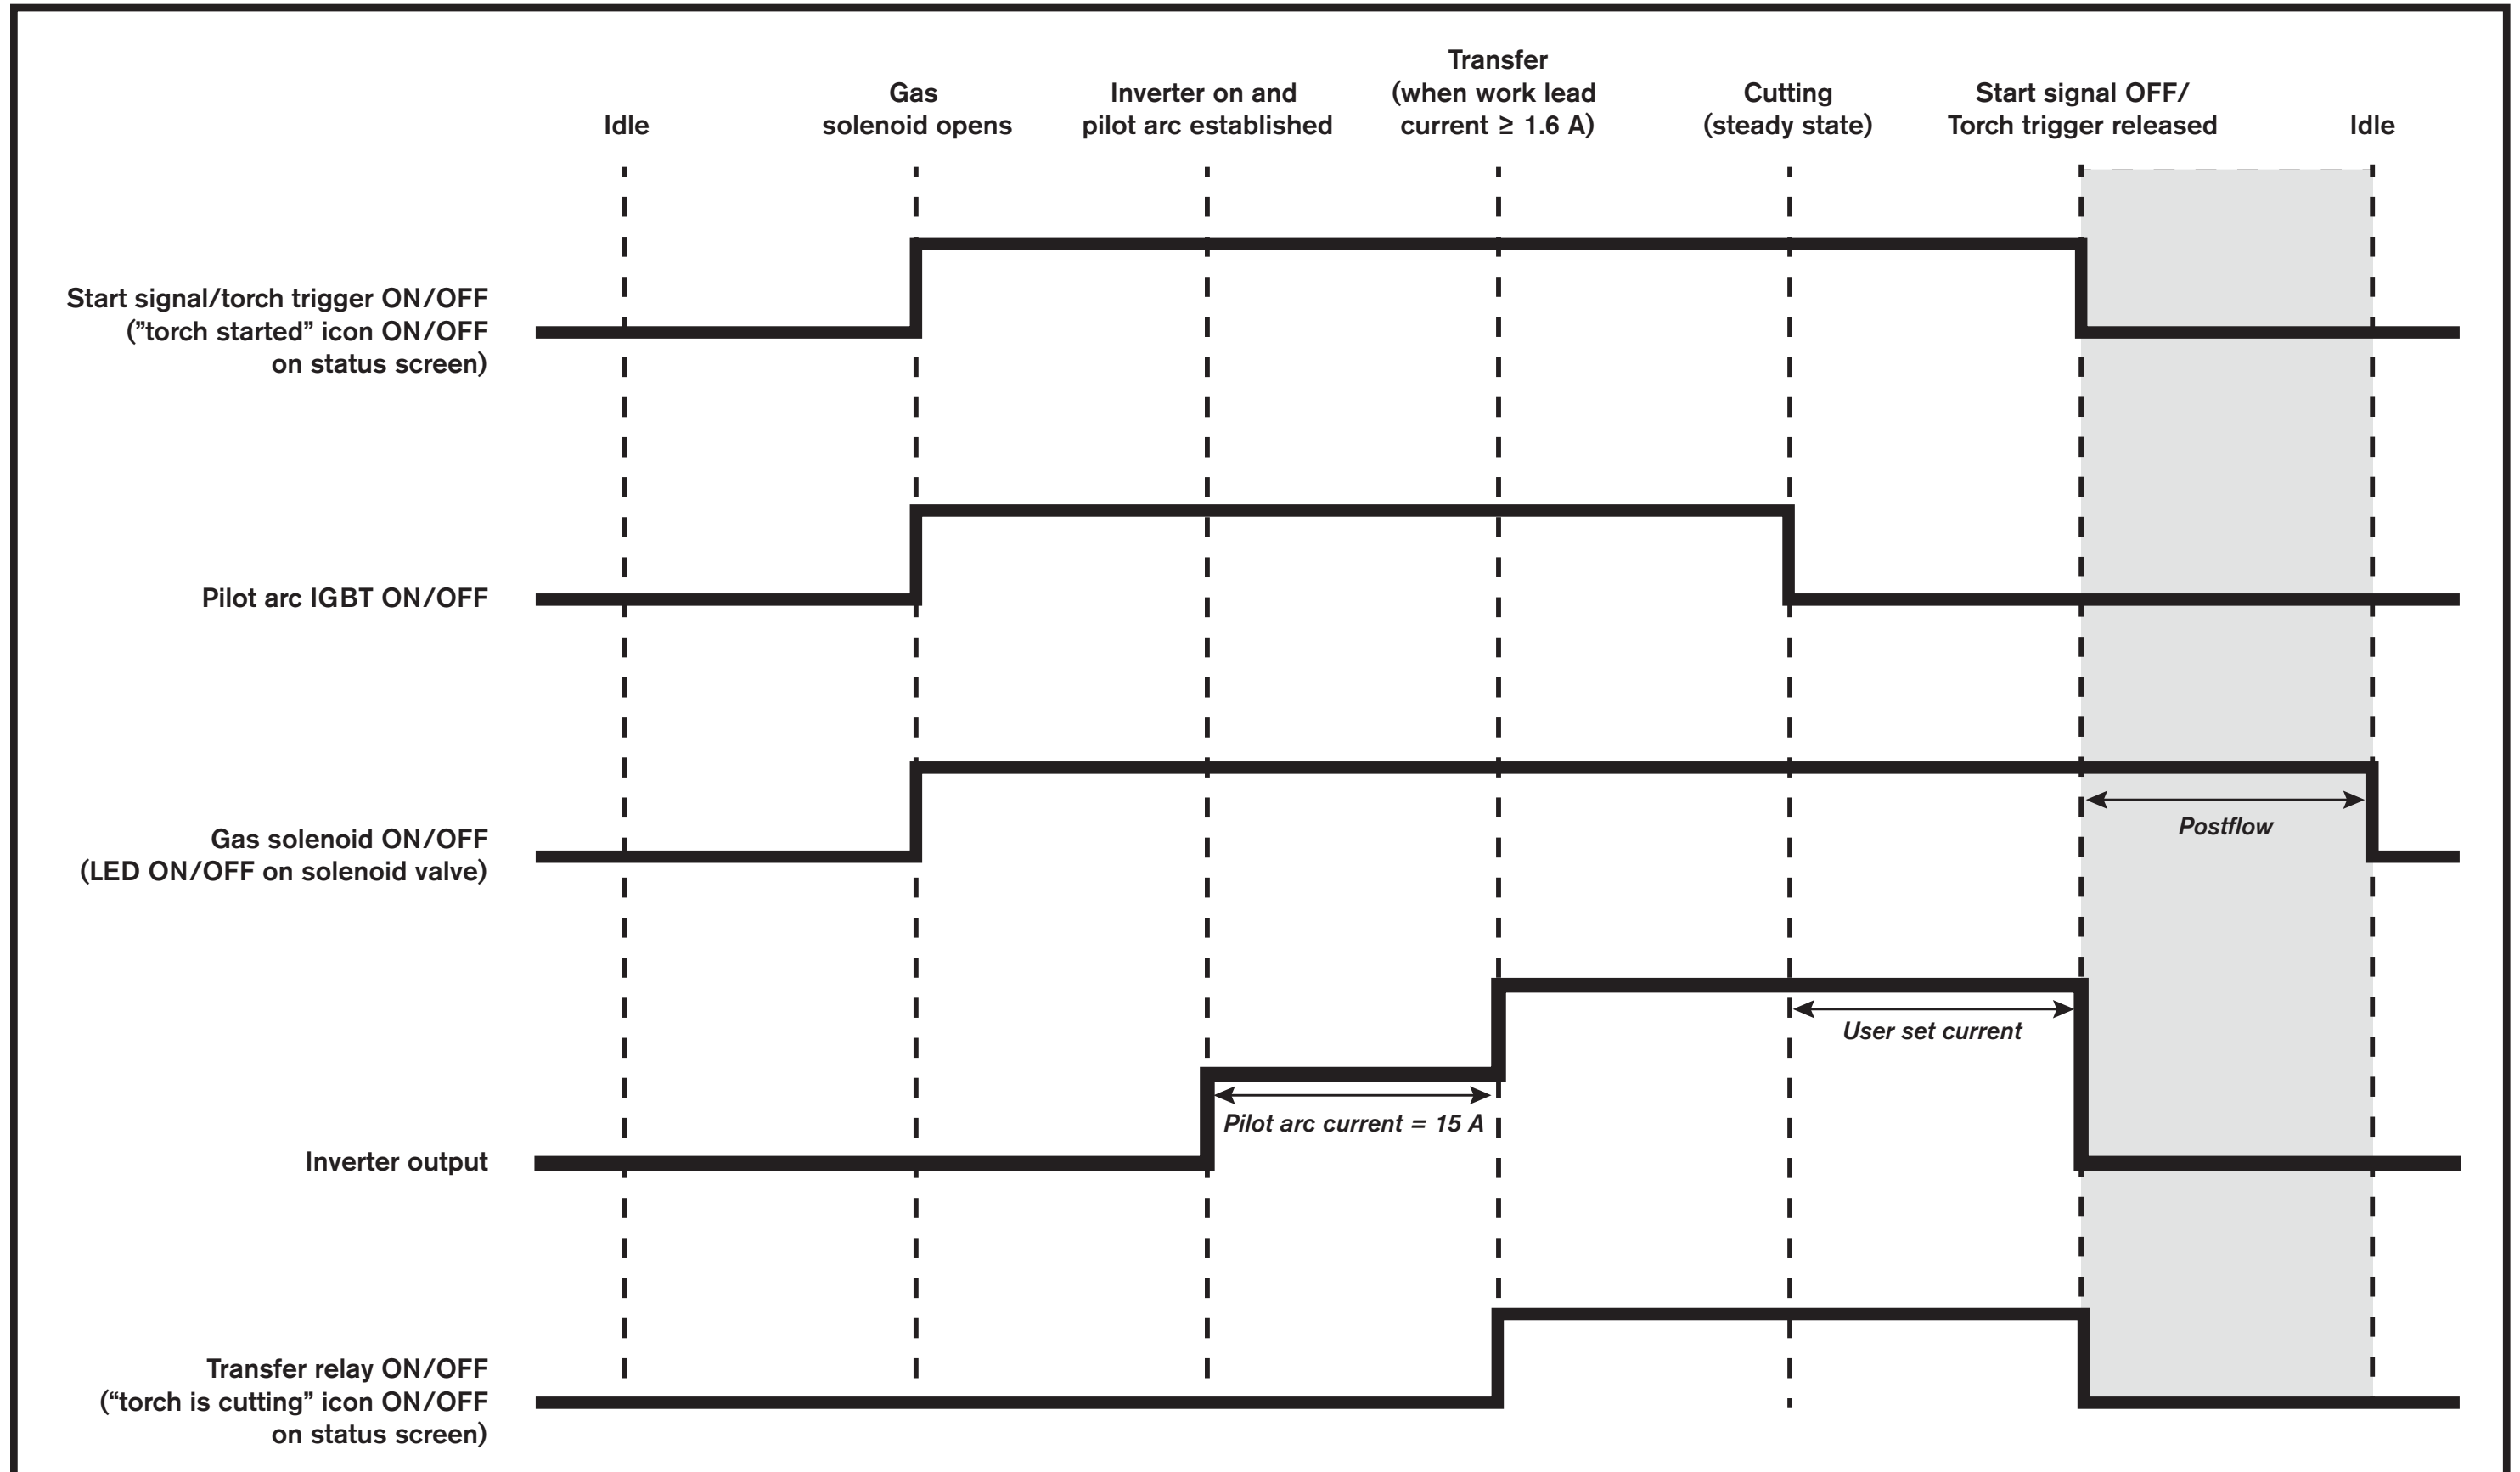 Idle
Gas
solenoid opens
Inverter on and
pilot arc established
Transfer
(when work lead
current ≥ 1.6 A)
Cutting
(steady state)
Start signal OFF/
Torch trigger released
Idle
Start signal/torch trigger ON/OFF
(”torch started” icon ON/OFF
on status screen)
Pilot arc IGBT ON/OFF
Gas solenoid ON/OFF
(LED ON/OFF on solenoid valve)
Postflow
User set current
Pilot arc current = 15 A
Inverter output
Transfer relay ON/OFF
(“torch is cutting” icon ON/OFF
on status screen)